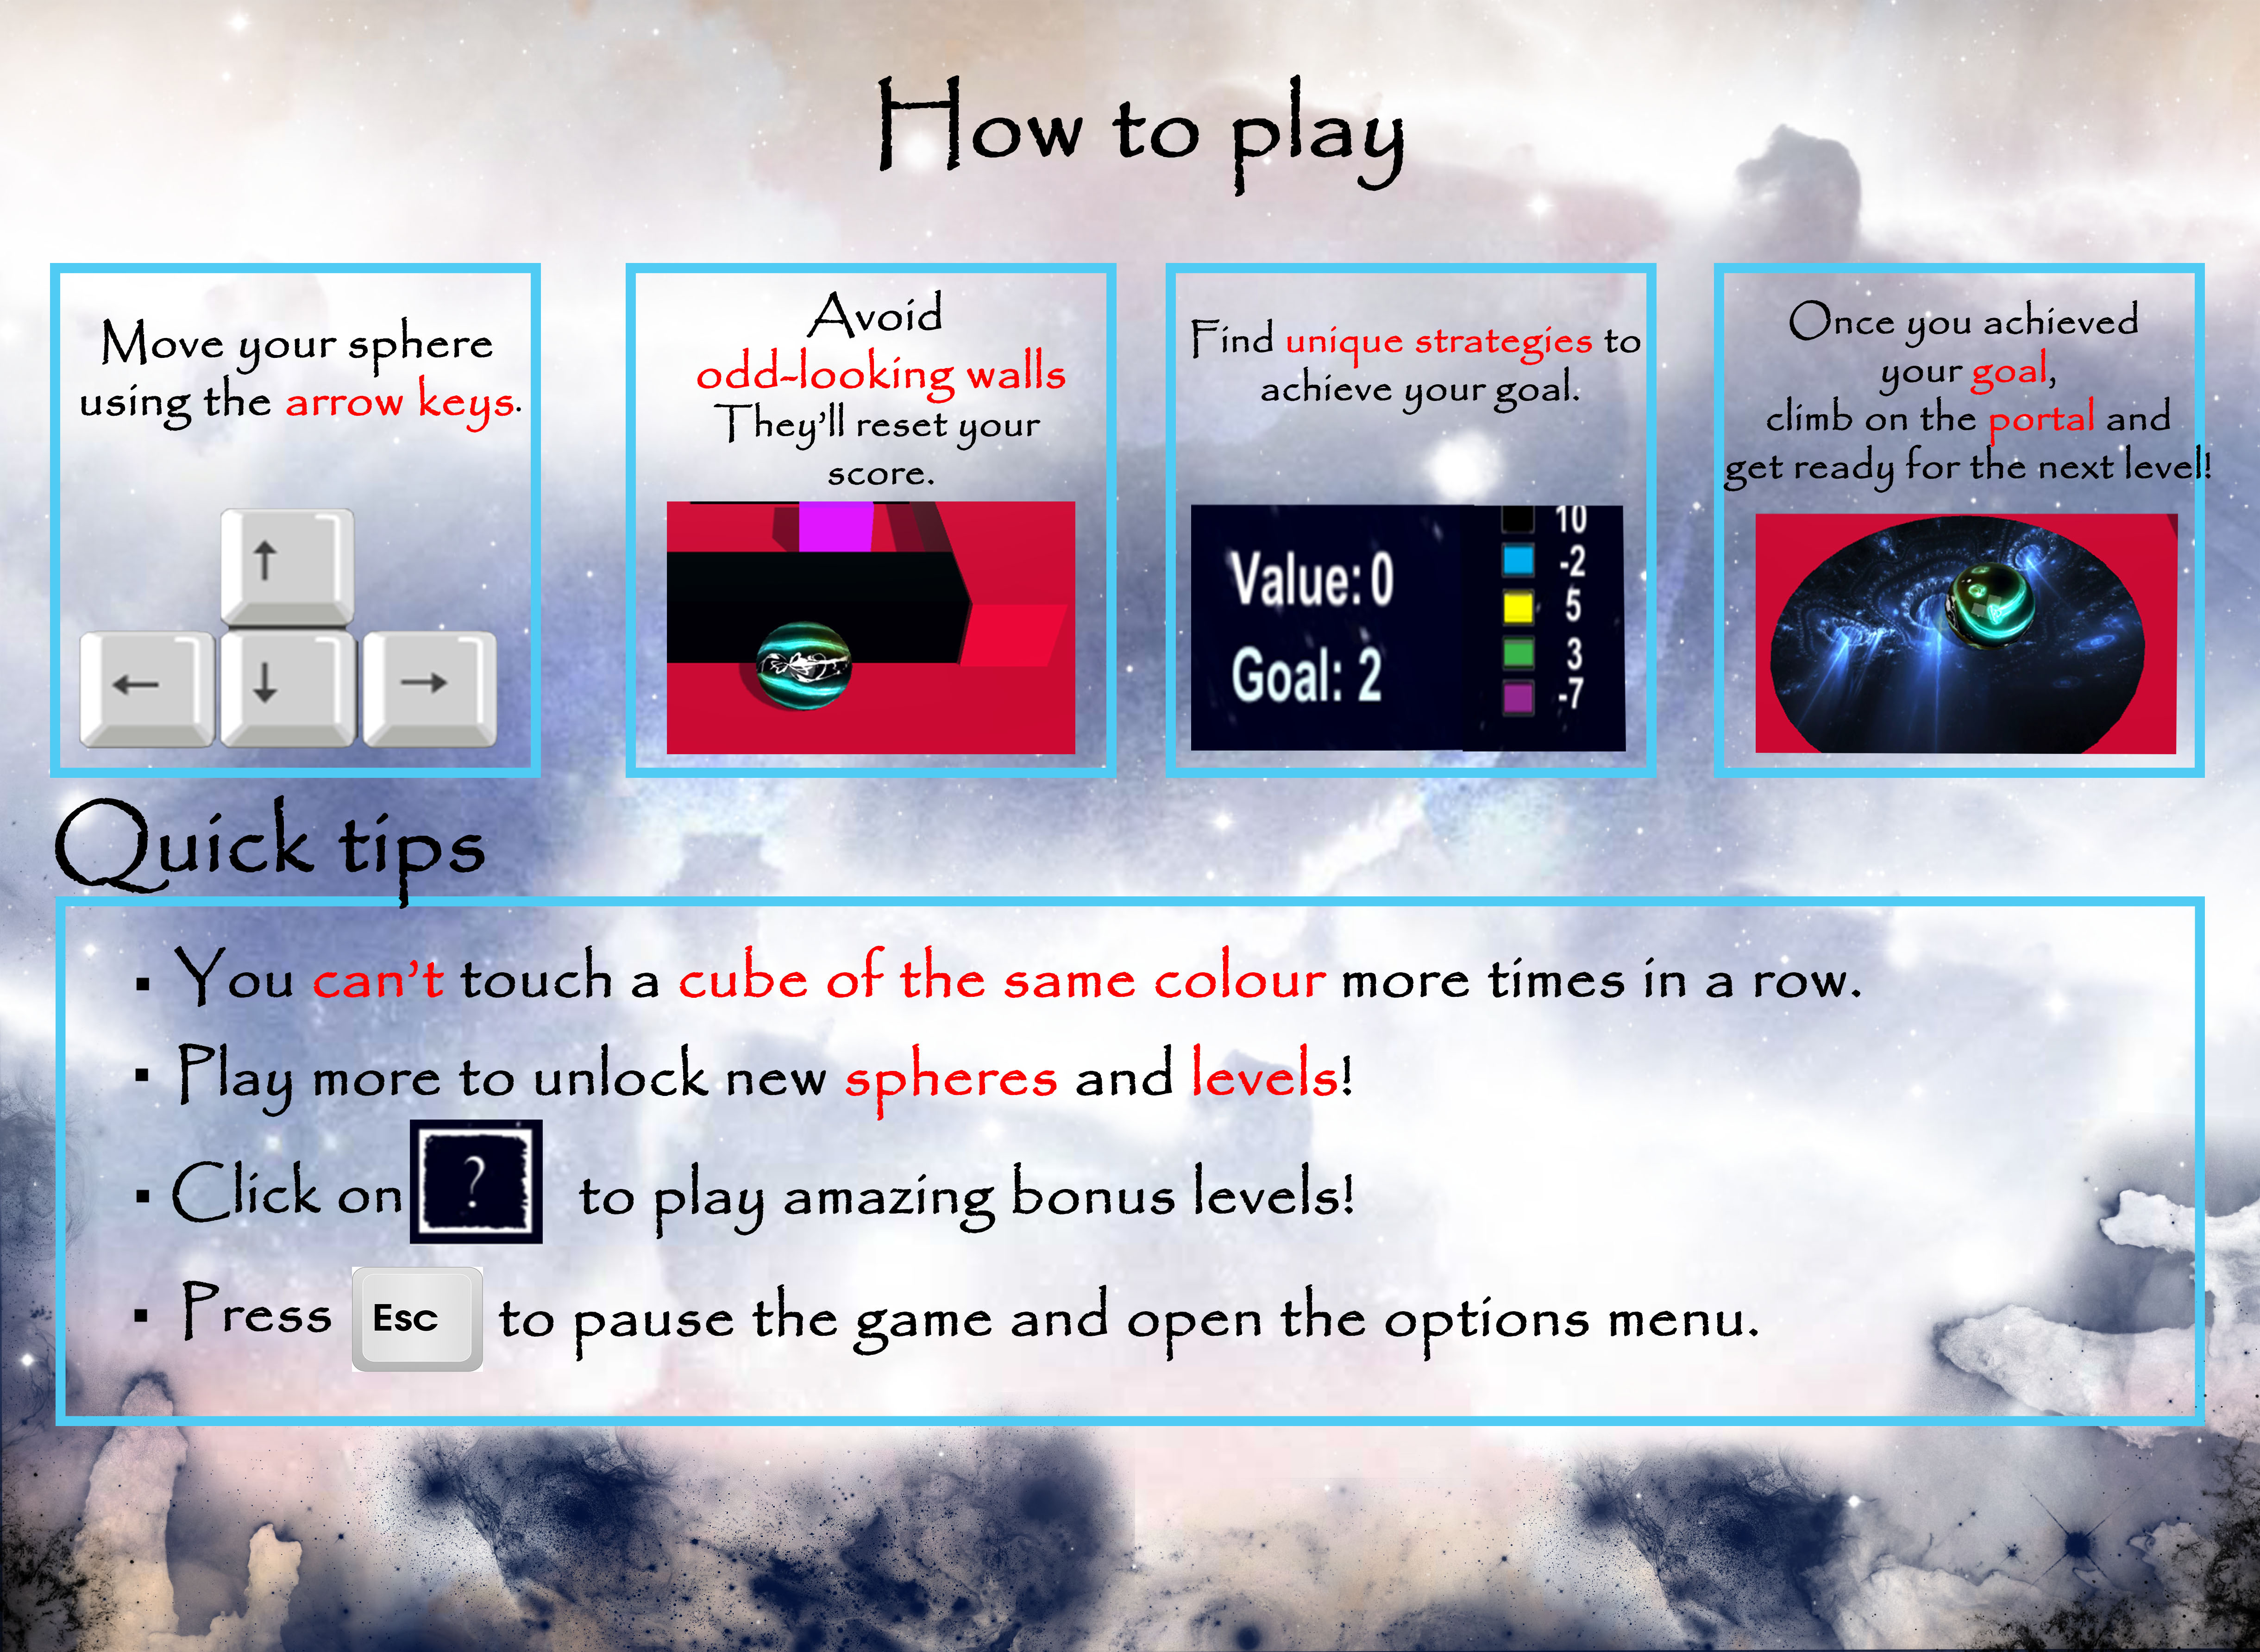 How to play
Move your sphere
using the arrow keys.
Avoid
odd-looking walls
They'll reset your
score.
Find unique strategies to
achieve your goal.
Value: 0
Goal: 2
10
-2
5
3
-7
Once you achieved
your goal,
climb on the portal and
get ready for the next level!
↑
← ↓ →
Quick tips
▪ You can't touch a cube of the same colour more times in a row.
▪ Play more to unlock new spheres and levels!
▪ Click on ? to play amazing bonus levels!
▪ Press Esc to pause the game and open the options menu.